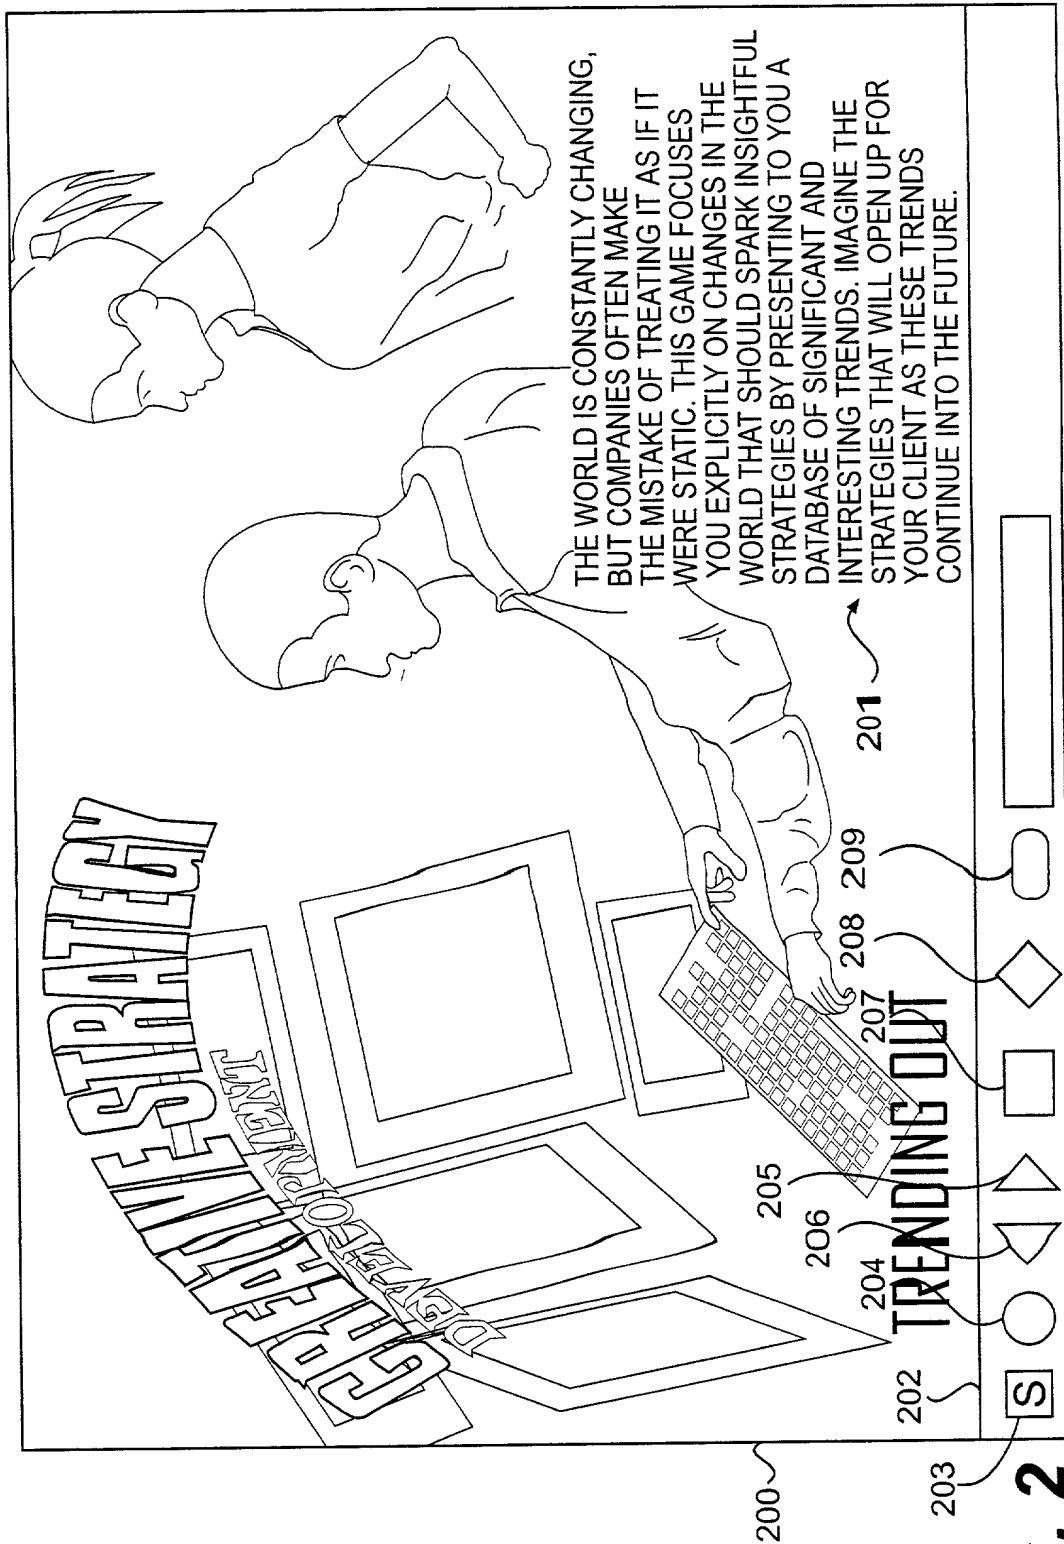 CREATIVE STRATEGY
DEVELOPMENT
THE WORLD IS CONSTANTLY CHANGING,
BUT COMPANIES OFTEN MAKE
THE MISTAKE OF TREATING IT AS IF IT
WERE STATIC. THIS GAME FOCUSES
YOU EXPLICITLY ON CHANGES IN THE
WORLD THAT SHOULD SPARK INSIGHTFUL
STRATEGIES BY PRESENTING TO YOU A
DATABASE OF SIGNIFICANT AND
INTERESTING TRENDS. IMAGINE THE
STRATEGIES THAT WILL OPEN UP FOR
YOUR CLIENT AS THESE TRENDS
CONTINUE INTO THE FUTURE.
201
TRENDING OUT
200
202
203
204
206
205
207
208
209
S
2